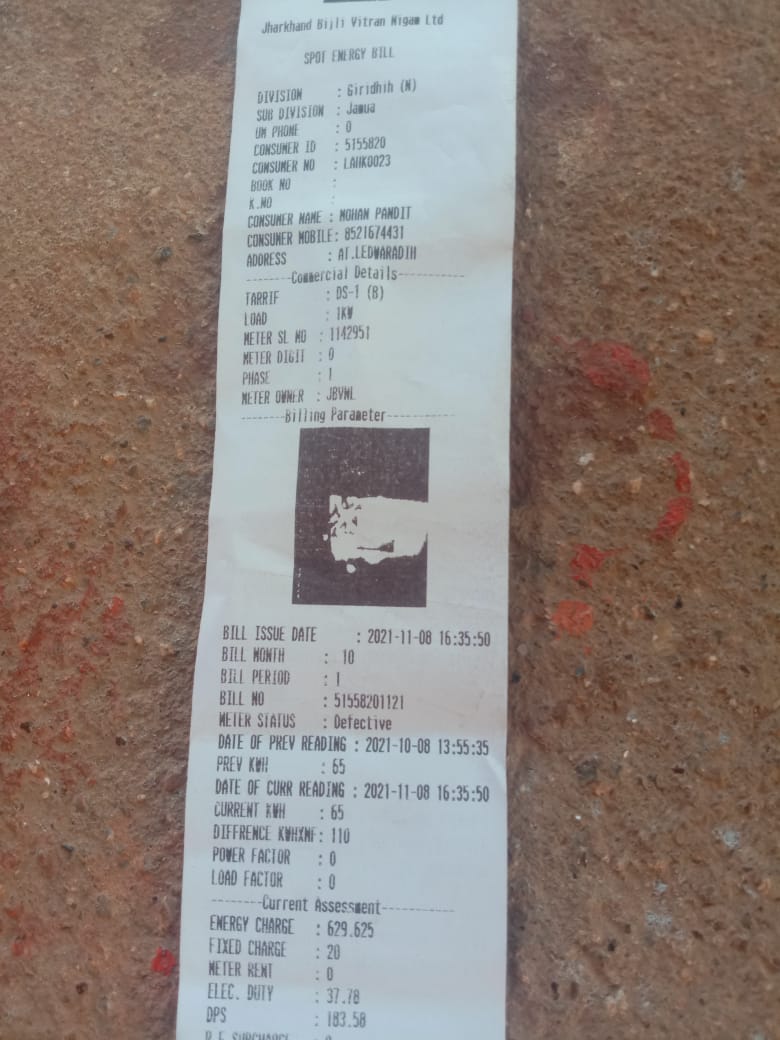 Jharkhand Bijli Vitran Nigam Ltd
SPOT ENERGY BILL
DIVISION : Giridhih (N)
SUB DIVISION : Jamua
UM PHONE : 0
CONSUMER ID : 5155820
CONSUMER NO : LAHK0023
BOOK NO :
K.NO :
CONSUMER NAME : MOHAN PANDIT
CONSUMER MOBILE: 8521674431
ADDRESS : AT.LEDWARADIH
--------Commercial Details------------
TARRIF : DS-1 (B)
LOAD : 1KW
METER SL NO : 1142951
METER DIGIT : 0
PHASE : 1
METER OWNER : JBVNL
--------Billing Parameter------------
BILL ISSUE DATE : 2021-11-08 16:35:50
BILL MONTH : 10
BILL PERIOD : 1
BILL NO : 51558201121
METER STATUS : Defective
DATE OF PREV READING : 2021-10-08 13:55:35
PREV KWH : 65
DATE OF CURR READING : 2021-11-08 16:35:50
CURRENT KWH : 65
DIFFRENCE KWHXMF: 110
POWER FACTOR : 0
LOAD FACTOR : 0
--------Current Assessment------------
ENERGY CHARGE : 629.625
FIXED CHARGE : 20
METER RENT : 0
ELEC. DUTY : 37.78
DPS : 183.58